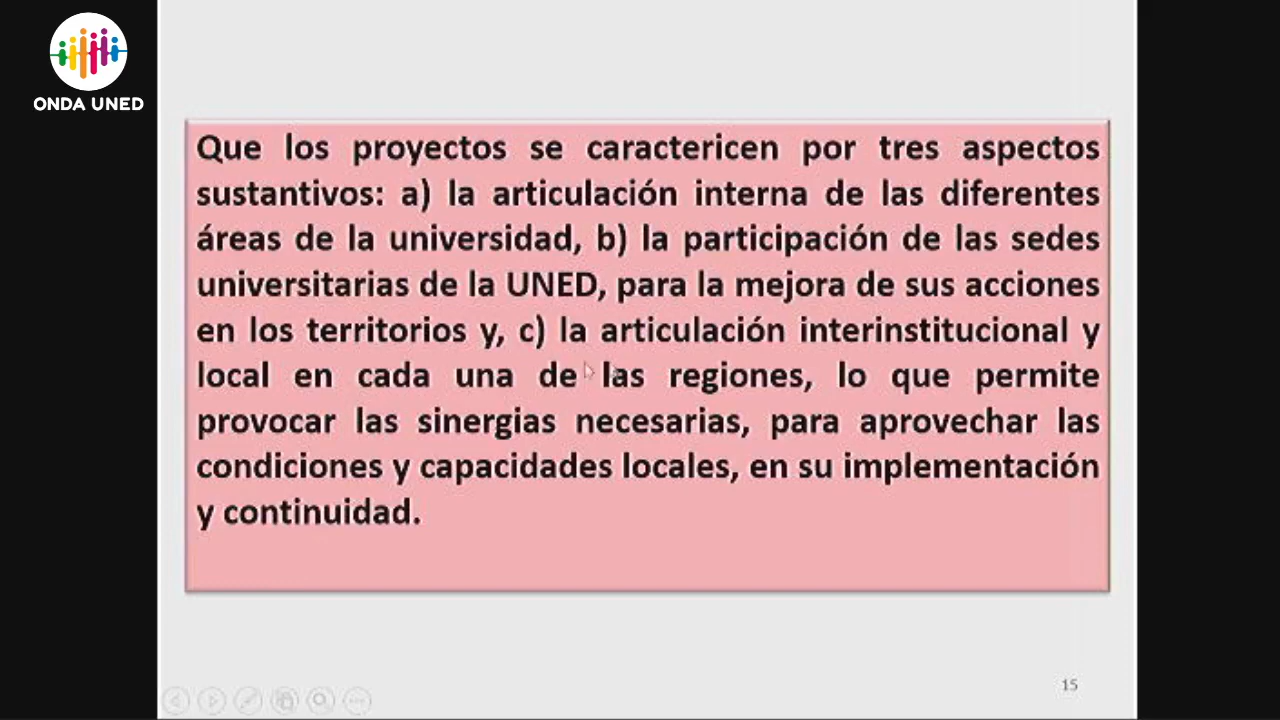 ONDA UNED
Que los proyectos se caractericen por tres aspectos
sustantivos: a) la articulación interna de las diferentes
áreas de la universidad, b) la participación de las sedes
universitarias de la UNED, para la mejora de sus acciones
en los territorios y, c) la articulación interinstitucional y
local en cada una de las regiones, lo que permite
provocar las sinergias necesarias, para aprovechar las
condiciones y capacidades locales, en su implementación
y continuidad.
15